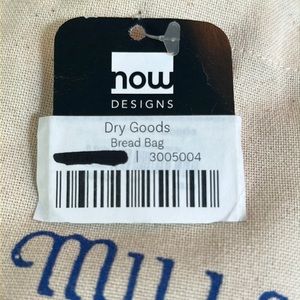 now
DESIGNS
Dry Goods
Bread Bag
| 3005004